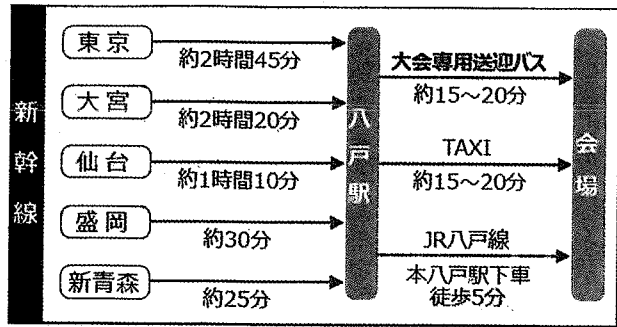 新幹線
東京
約2時間45分
大宮
約2時間20分
仙台
約1時間10分
盛岡
約30分
新青森
約25分
八戸駅
大会専用送迎バス
約15～20分
TAXI
約15～20分
JR八戸線
本八戸駅下車
徒歩5分
会場